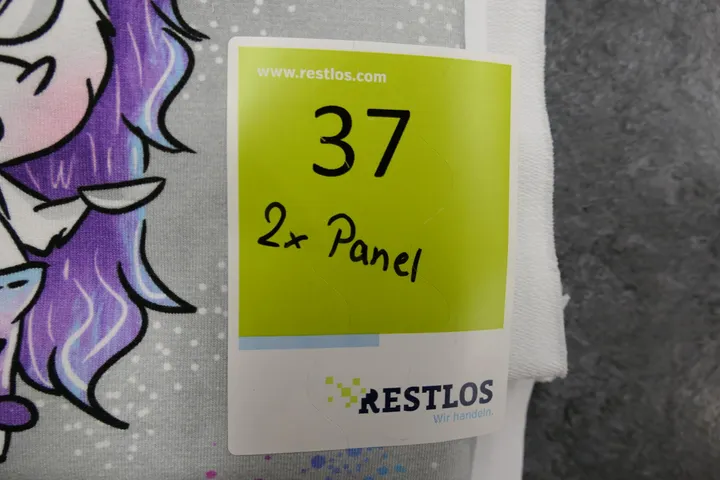 www.restlos.com
37
2x Panel
RESTLOS
Wir handeln.